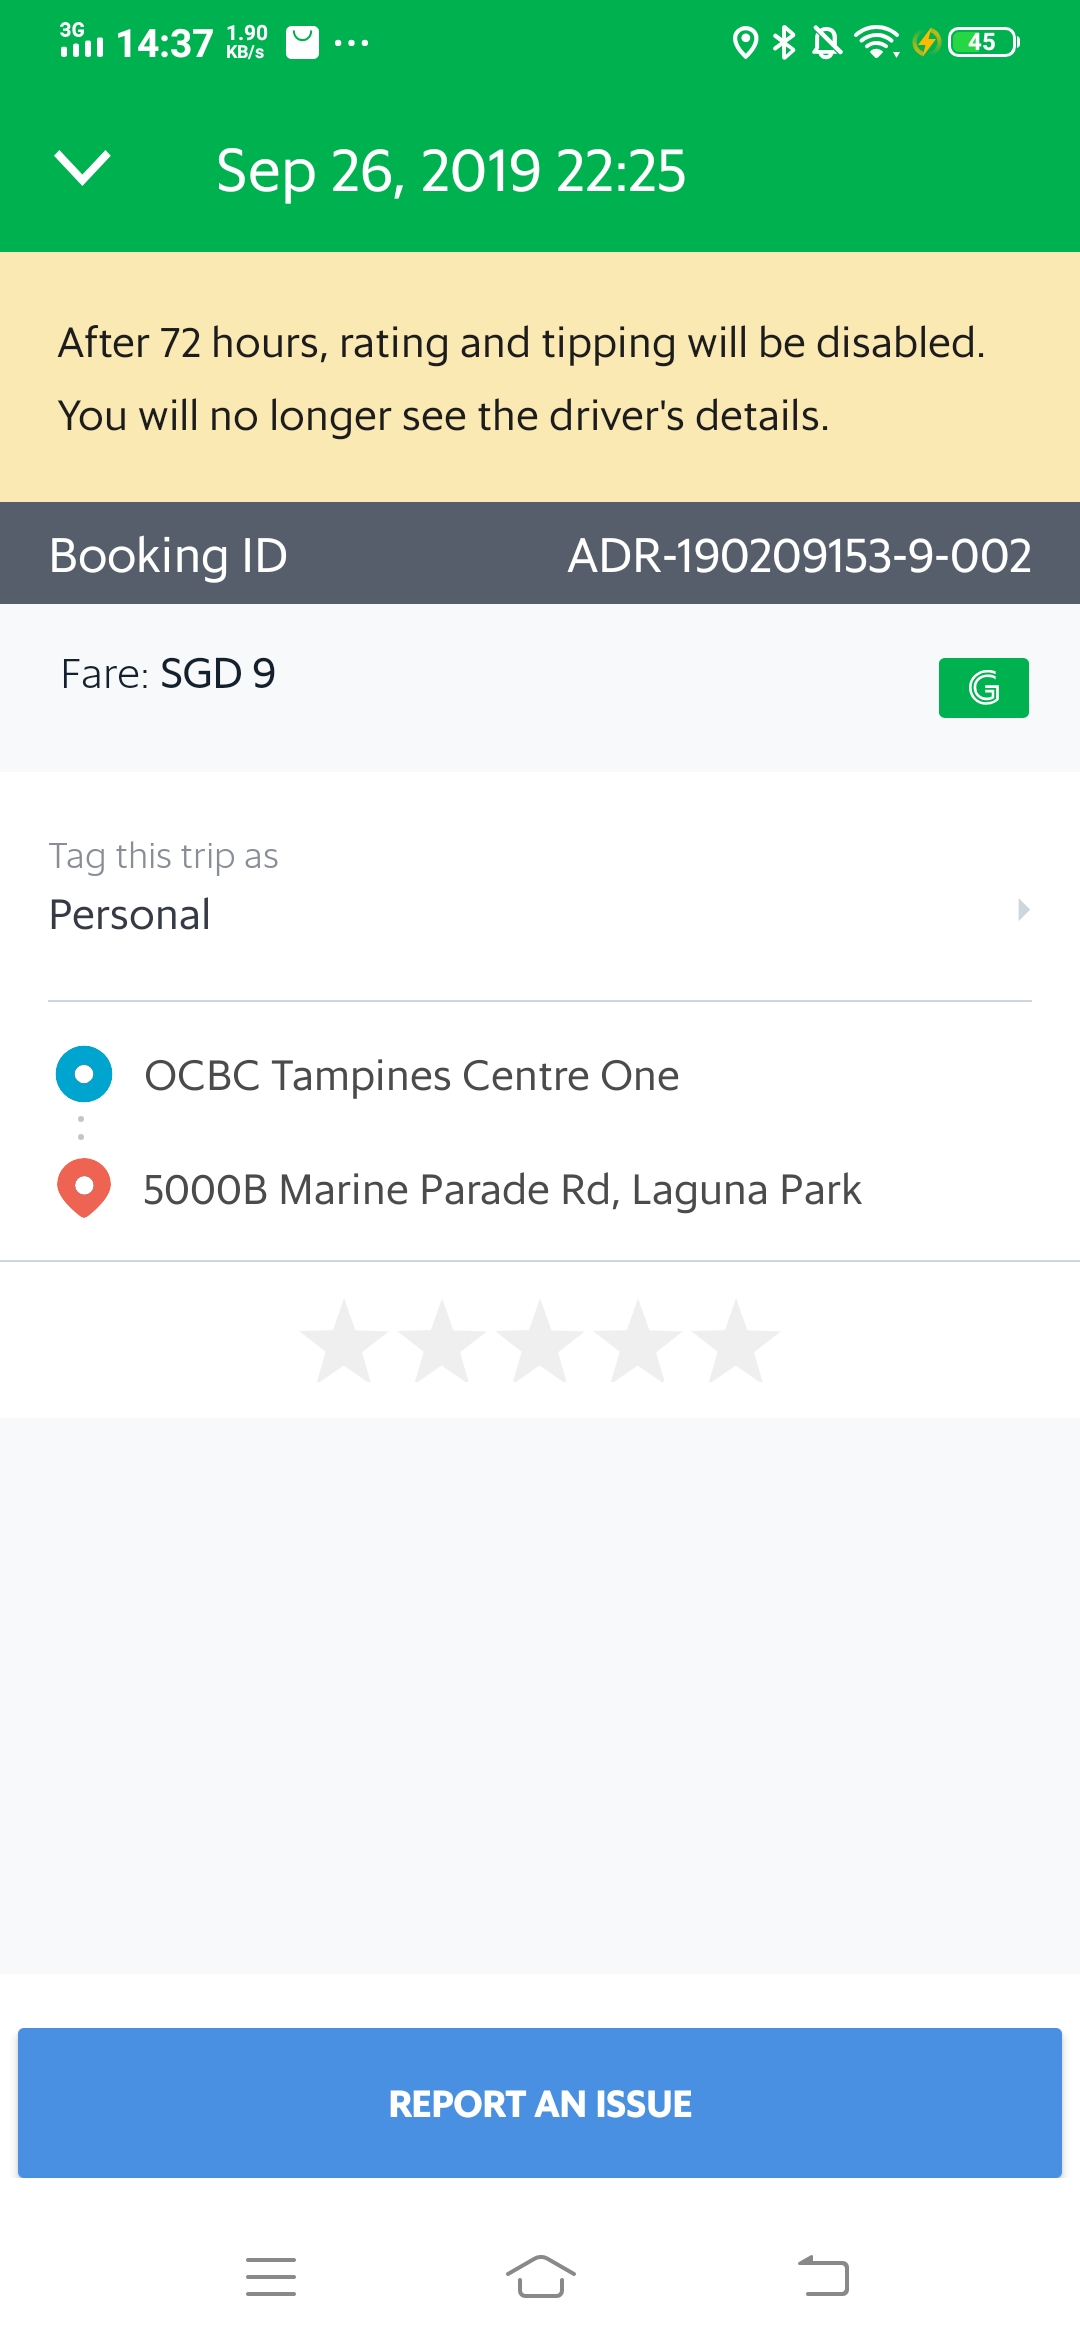 3G 14:37 1.90 KB/s ... 45
Sep 26, 2019 22:25
After 72 hours, rating and tipping will be disabled.
You will no longer see the driver's details.
Booking ID ADR-190209153-9-002
Fare: SGD 9 G
Tag this trip as
Personal
OCBC Tampines Centre One
5000B Marine Parade Rd, Laguna Park
REPORT AN ISSUE